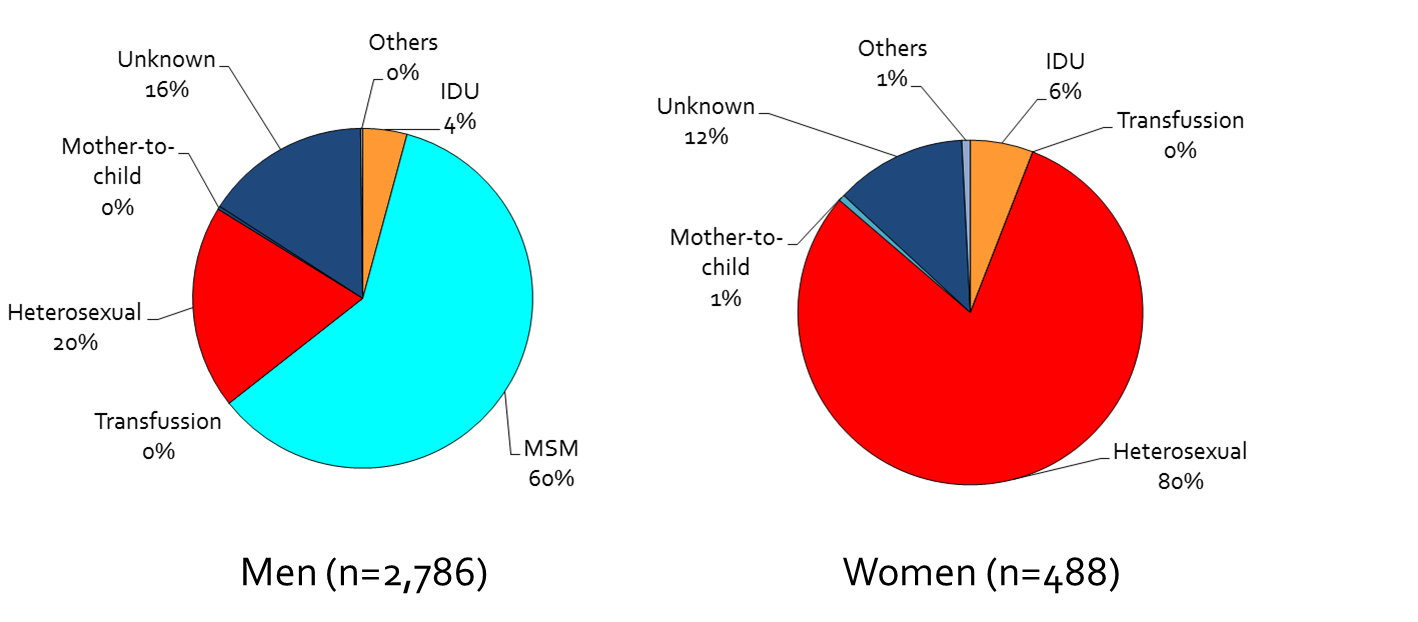 Others
0%
IDU
4%
Unknown
16%
Mother-to-
child
0%
Heterosexual
20%
Transfussion
0%
MSM
60%
Men (n=2,786)
Others
1%
IDU
6%
Unknown
12%
Transfussion
0%
Mother-to-
child
1%
Heterosexual
80%
Women (n=488)